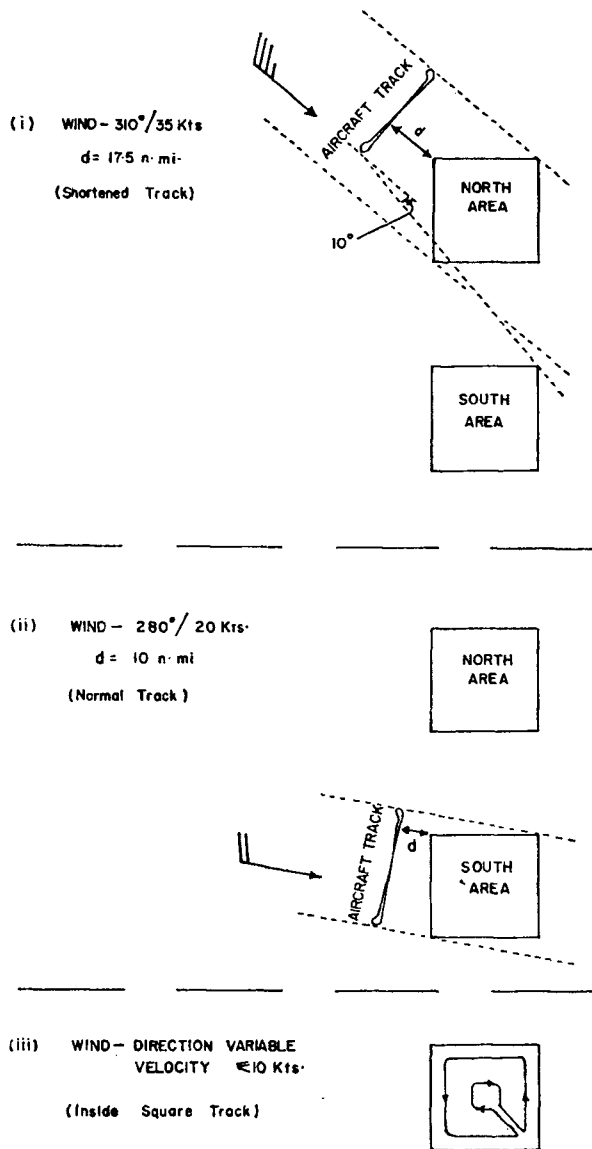 (i) WIND – 310°/35 Kts
d = 17·5 n·mi·
(Shortened Track)
AIRCRAFT TRACK
d
10°
NORTH
AREA
SOUTH
AREA
(ii) WIND – 280°/ 20 Kts·
d = 10 n·mi
(Normal Track)
NORTH
AREA
AIRCRAFT TRACK
d
SOUTH
AREA
(iii) WIND – DIRECTION VARIABLE
VELOCITY ≤10 Kts·
(Inside Square Track)